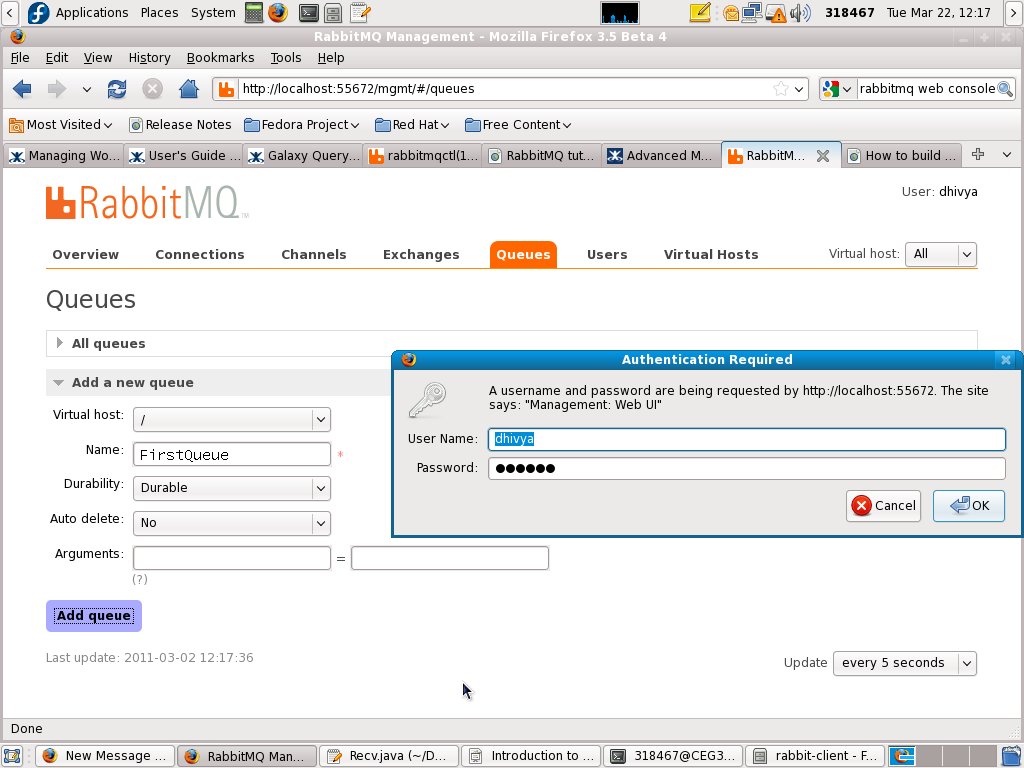 Applications Places System 318467 Tue Mar 22, 12:17
RabbitMQ Management - Mozilla Firefox 3.5 Beta 4
File Edit View History Bookmarks Tools Help
http://localhost:55672/mgmt/#/queues rabbitmq web console
Most Visited Release Notes Fedora Project Red Hat Free Content
Managing Wo... User's Guide ... Galaxy Query... rabbitmqctl(1... RabbitMQ tut... Advanced M... RabbitM... How to build ...
RabbitMQ™
User: dhivya
Overview Connections Channels Exchanges Queues Users Virtual Hosts Virtual host: All
Queues
All queues
Add a new queue
Virtual host: /
Name: FirstQueue *
Durability: Durable
Auto delete: No
Arguments: =
(?)
Add queue
Last update: 2011-03-02 12:17:36
Update every 5 seconds
Authentication Required
A username and password are being requested by http://localhost:55672. The site
says: "Management: Web UI"
User Name: dhivya
Password: ●●●●●●
Cancel OK
Done
New Message ... RabbitMQ Man... Recv.java (~/D... Introduction to ... 318467@CEG3... rabbit-client - F...